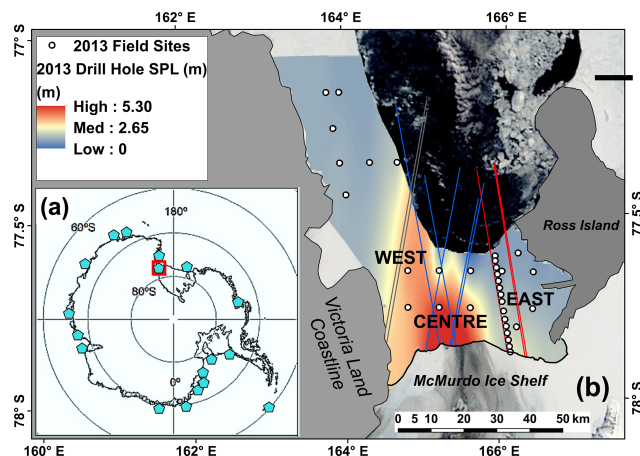 162° E 164° E 166° E
77° S
77.5° S
78° S
2013 Field Sites
2013 Drill Hole SPL (m)
(m)
High : 5.30
Med : 2.65
Low : 0
(a)
180°
60°S
80°S
0°
WEST
CENTRE
EAST
Ross Island
Victoria Land
Coastline
McMurdo Ice Shelf
(b)
0 5 10 20 30 40 50 km
77° S
77.5° S
78° S
160° E 162° E 164° E 166° E